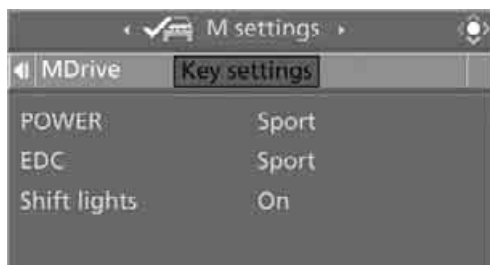 M settings
MDrive Key settings
POWER Sport
EDC Sport
Shift lights On